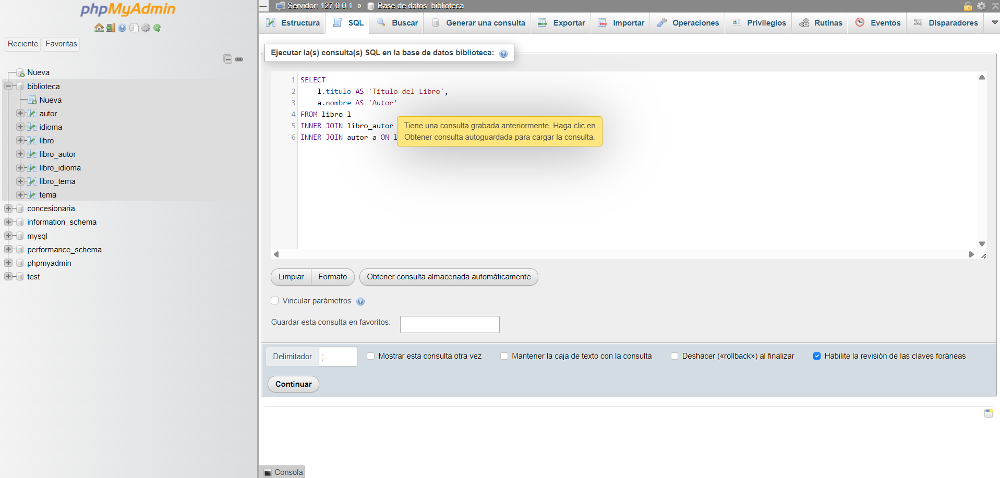 phpMyAdmin
Reciente
Favoritas
Nueva
biblioteca
Nueva
autor
idioma
libro
libro_autor
libro_idioma
libro_tema
tema
concesionaria
information_schema
mysql
performance_schema
phpmyadmin
test
Servidor: 127.0.0.1 » Base de datos: biblioteca
Estructura SQL Buscar Generar una consulta Exportar Importar Operaciones Privilegios Rutinas Eventos Disparadores
Ejecutar la(s) consulta(s) SQL en la base de datos biblioteca:
1 SELECT
2 l.titulo AS 'Título del Libro',
3 a.nombre AS 'Autor'
4 FROM libro l
5 INNER JOIN libro_autor
6 INNER JOIN autor a ON l
Tiene una consulta grabada anteriormente. Haga clic en
Obtener consulta autoguardada para cargar la consulta.
Limpiar Formato Obtener consulta almacenada automáticamente
Vincular parámetros
Guardar esta consulta en favoritos:
Delimitador ; Mostrar esta consulta otra vez Mantener la caja de texto con la consulta Deshacer («rollback») al finalizar Habilite la revisión de las claves foráneas
Continuar
Consola